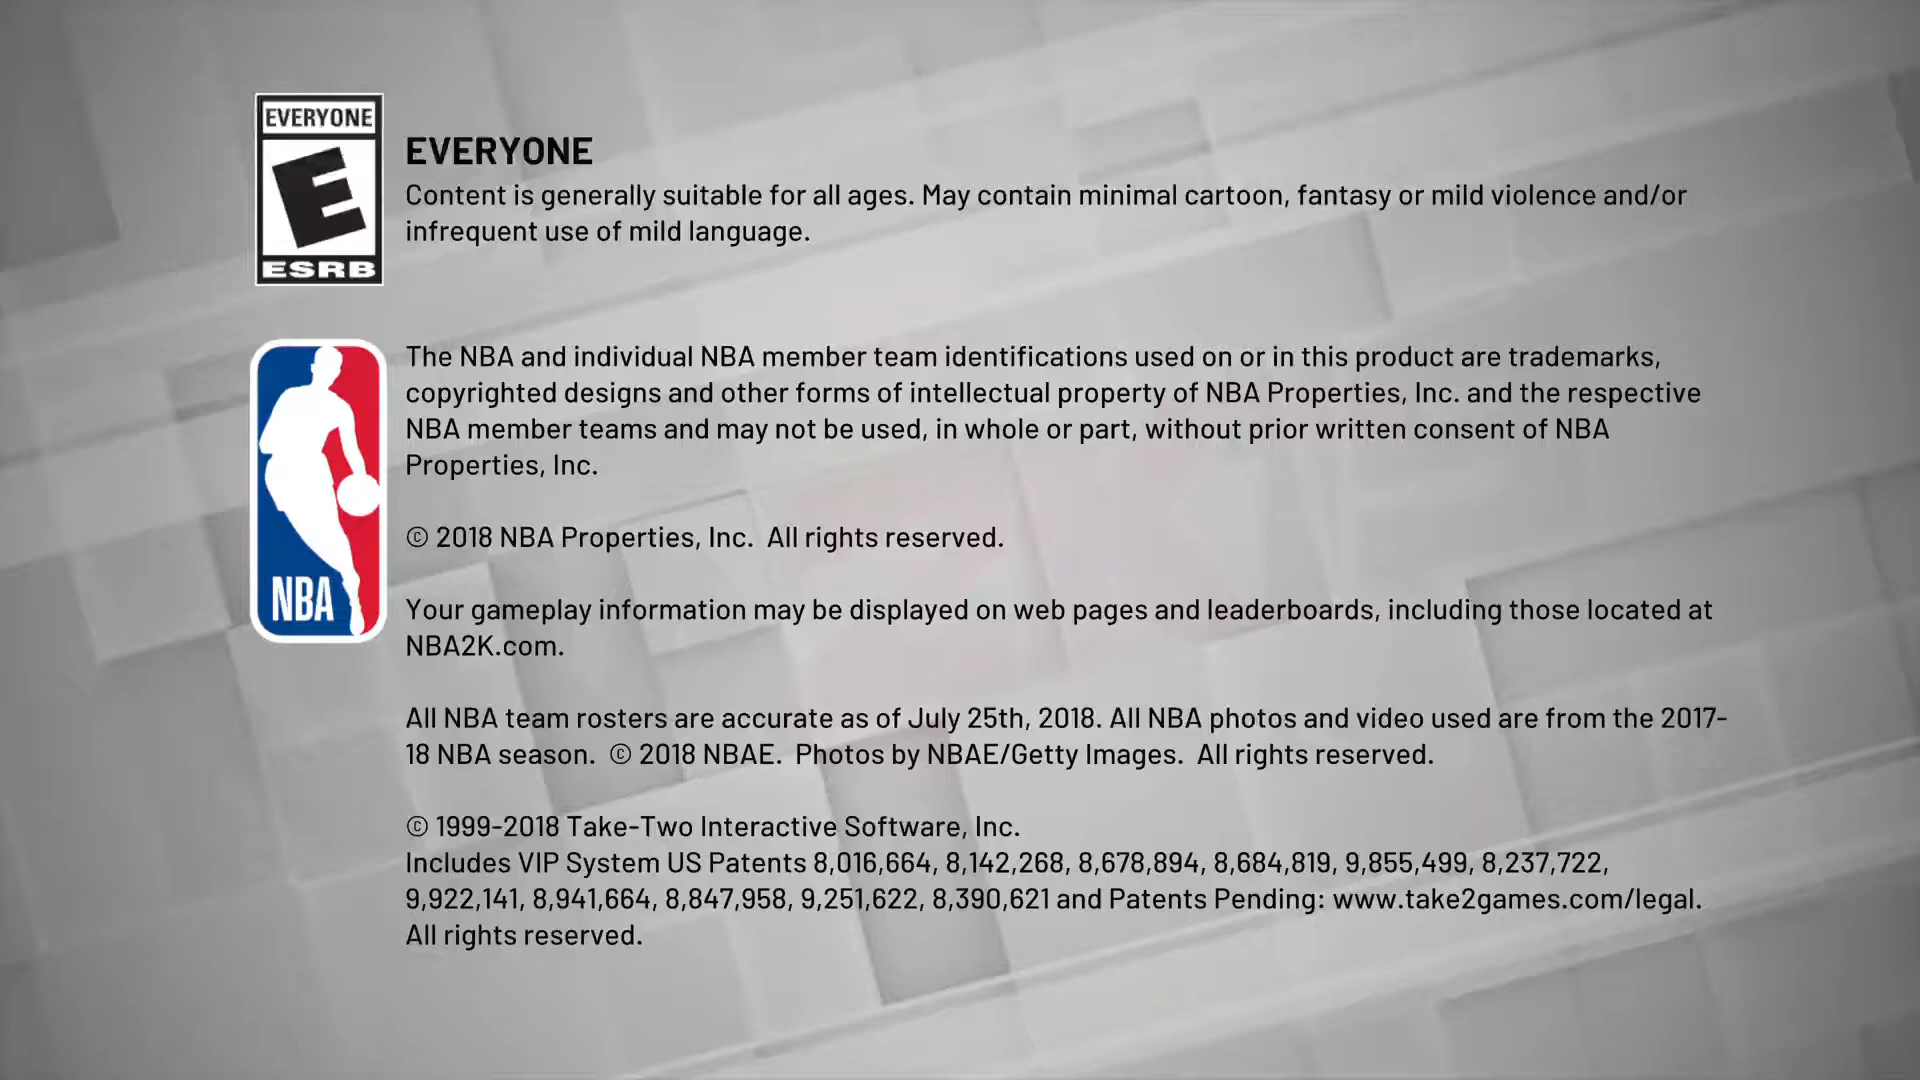 EVERYONE
E
ESRB
EVERYONE
Content is generally suitable for all ages. May contain minimal cartoon, fantasy or mild violence and/or
infrequent use of mild language.
NBA
The NBA and individual NBA member team identifications used on or in this product are trademarks,
copyrighted designs and other forms of intellectual property of NBA Properties, Inc. and the respective
NBA member teams and may not be used, in whole or part, without prior written consent of NBA
Properties, Inc.
© 2018 NBA Properties, Inc.  All rights reserved.
Your gameplay information may be displayed on web pages and leaderboards, including those located at
NBA2K.com.
All NBA team rosters are accurate as of July 25th, 2018. All NBA photos and video used are from the 2017-
18 NBA season.  © 2018 NBAE.  Photos by NBAE/Getty Images.  All rights reserved.
© 1999-2018 Take-Two Interactive Software, Inc.
Includes VIP System US Patents 8,016,664, 8,142,268, 8,678,894, 8,684,819, 9,855,499, 8,237,722,
9,922,141, 8,941,664, 8,847,958, 9,251,622, 8,390,621 and Patents Pending: www.take2games.com/legal.
All rights reserved.